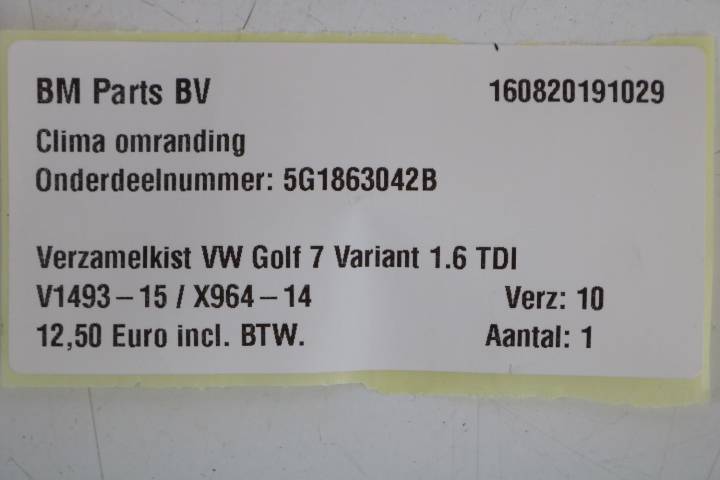 BM Parts BV 160820191029
Clima omranding
Onderdeelnummer: 5G1863042B
Verzamelkist VW Golf 7 Variant 1.6 TDI
V1493-15 / X964-14 Verz: 10
12,50 Euro incl. BTW. Aantal: 1